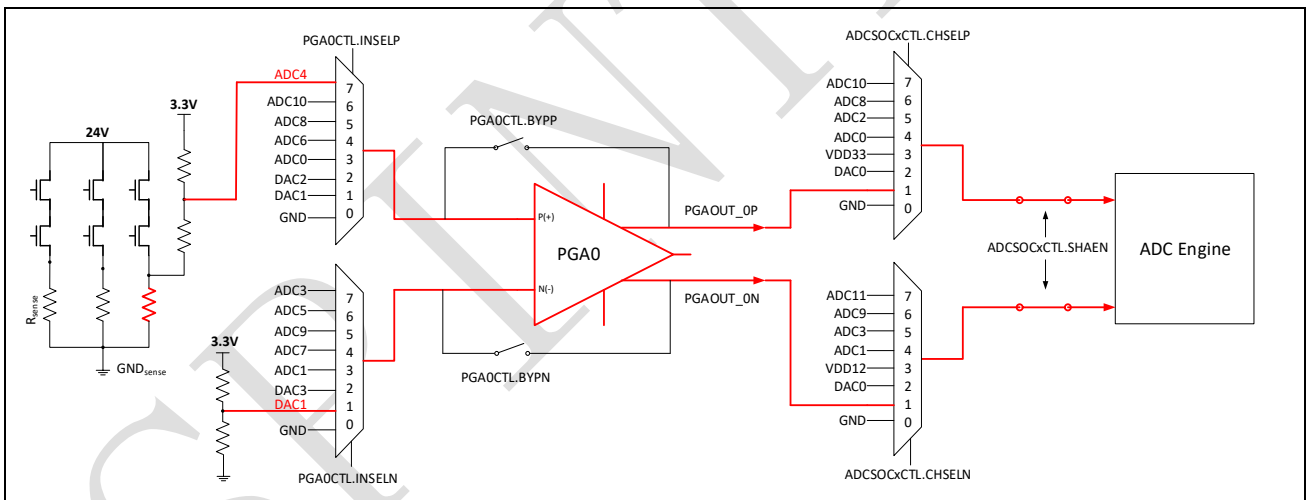 PGA0CTL.INSELP
ADC4
ADC10
ADC8
ADC6
ADC0
DAC2
DAC1
GND
7
6
5
4
3
2
1
0
3.3V
24V
Rsense
GNDsense
3.3V
ADC3
ADC5
ADC9
ADC7
ADC1
DAC3
DAC1
GND
7
6
5
4
3
2
1
0
PGA0CTL.INSELN
PGA0CTL.BYPP
P(+)
PGA0
N(-)
PGA0CTL.BYPN
PGAOUT_0P
PGAOUT_0N
ADCSOCxCTL.CHSELP
ADC10
ADC8
ADC2
ADC0
VDD33
DAC0
GND
7
6
5
4
3
2
1
0
ADC11
ADC9
ADC3
ADC1
VDD12
DAC0
GND
7
6
5
4
3
2
1
0
ADCSOCxCTL.CHSELN
ADCSOCxCTL.SHAEN
ADC Engine